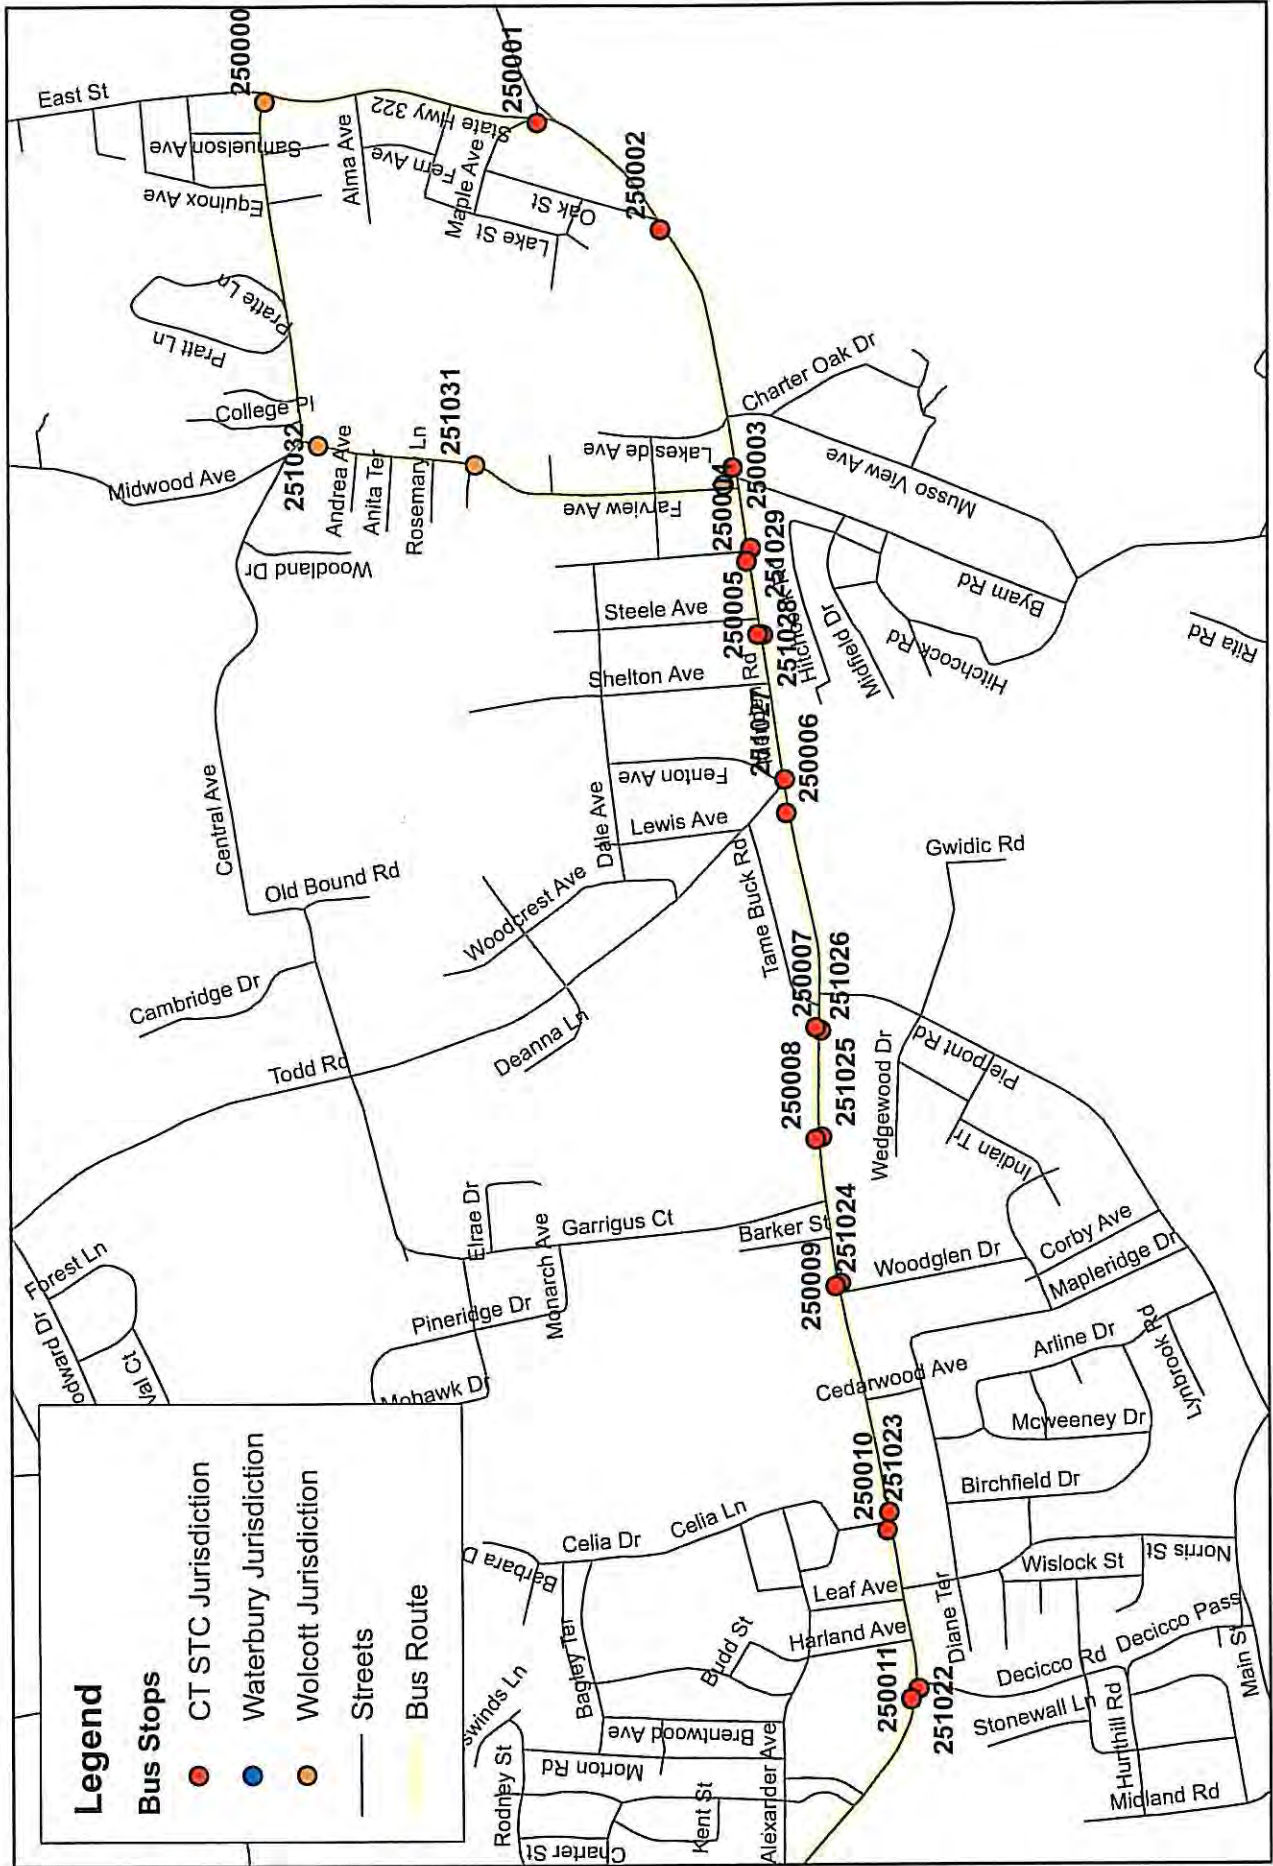 Legend
Bus Stops
CT STC Jurisdiction
Waterbury Jurisdiction
Wolcott Jurisdiction
Streets
Bus Route
East St
250000
250001
Samuelson Ave
Equinox Ave
Alma Ave
State Hwy 322
Fern Ave
Maple Ave
Oak St
Lake St
250002
Pratte Ln
Pratt Ln
College Pl
251032
251031
Midwood Ave
Andrea Ave
Anita Ter
Rosemary Ln
Woodland Dr
Charter Oak Dr
Lakeside Ave
250003
250004
Farview Ave
Musso View Ave
251029
250005
Steele Ave
Hitchcock Rd
Midfield Dr
Byam Rd
Rita Rd
251028
Shelton Ave
Hitchcock Rd
251027
250006
Fenton Ave
Central Ave
Dale Ave
Lewis Ave
Tame Buck Rd
Gwidic Rd
Old Bound Rd
Woodcrest Ave
Cambridge Dr
250007
251026
Deanna Ln
Todd Rd
250008
251025
Wedgewood Dr
Pierpont Rd
Indian Tr
Elrae Dr
Garrigus Ct
Monarch Ave
Barker St
251024
250009
Woodglen Dr
Corby Ave
Mapleridge Dr
Forest Ln
odward Dr
Val Ct
Pineridge Dr
Mohawk Dr
Cedarwood Ave
Arline Dr
Lynbrook Rd
Mcweeney Dr
250010
251023
Birchfield Dr
Barbara D
Celia Dr
Celia Ln
Wislock St
Norris St
Leaf Ave
Harland Ave
Diane Ter
Decicco Rd
Decicco Pass
Main St
Bagley Ter
Budd St
250011
251022
Stonewall Ln
Hunthill Rd
Midland Rd
swinds Ln
Brentwood Ave
Morton Rd
Rodney St
Kent St
Alexander Ave
Charter St